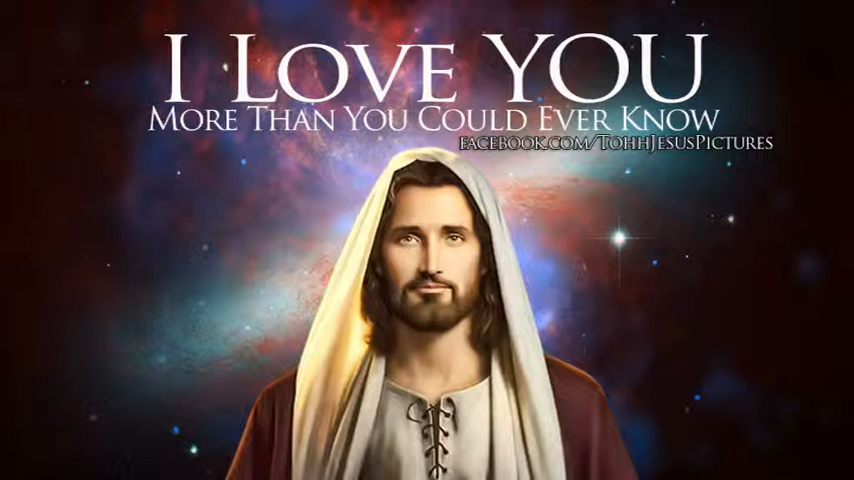 I LOVE YOU
MORE THAN YOU COULD EVER KNOW
FACEBOOK.COM/TOHHJESUSPICTURES